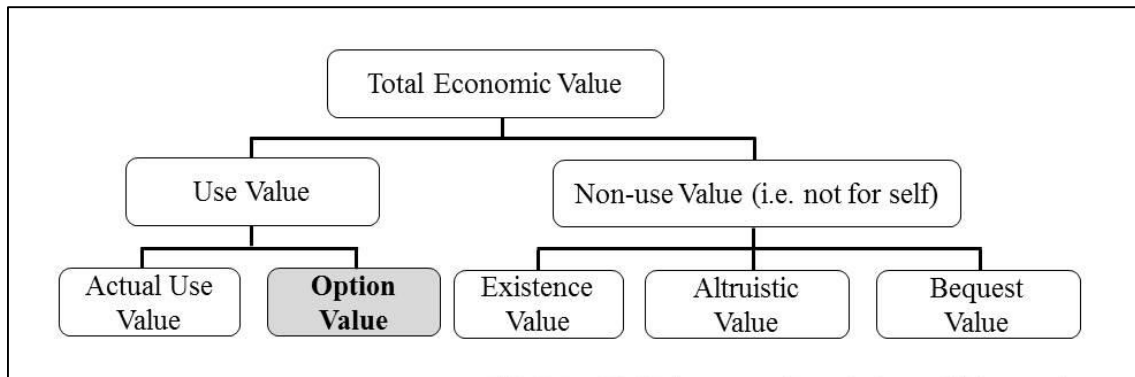 Total Economic Value
Use Value
Non-use Value (i.e. not for self)
Actual Use
Value
Option
Value
Existence
Value
Altruistic
Value
Bequest
Value